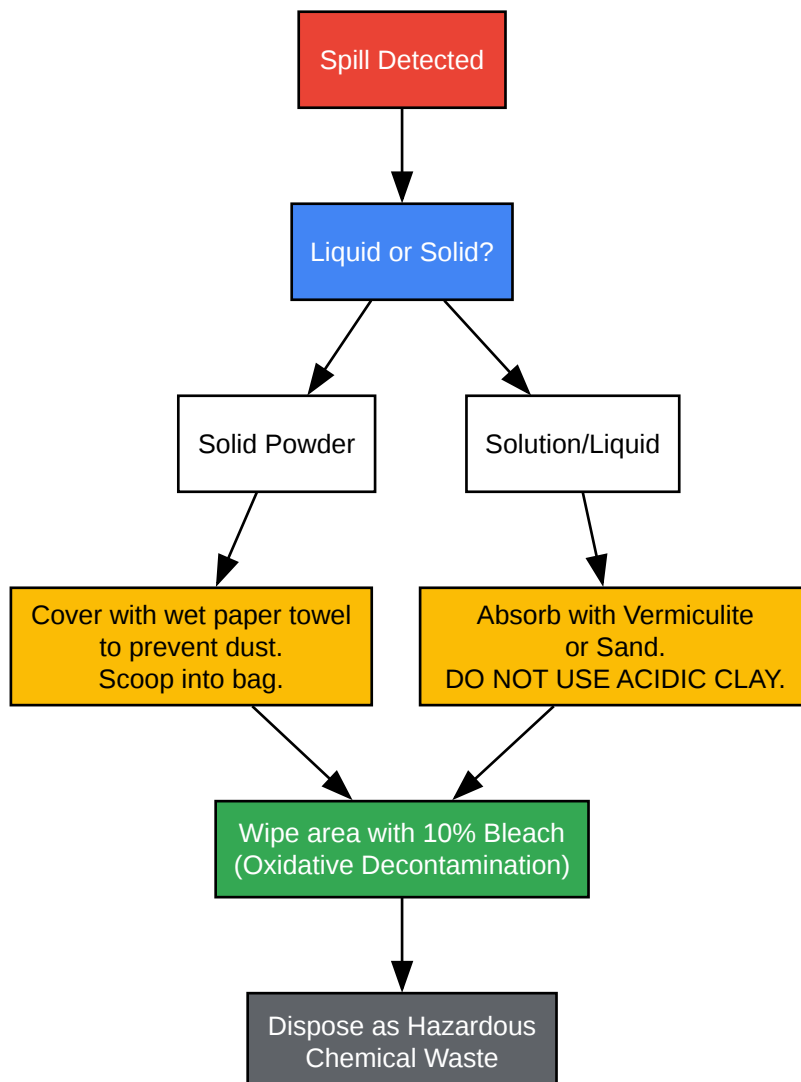 Spill Detected
Liquid or Solid?
Solid Powder
Solution/Liquid
Cover with wet paper towel
to prevent dust.
Scoop into bag.
Absorb with Vermiculite
or Sand.
DO NOT USE ACIDIC CLAY.
Wipe area with 10% Bleach
(Oxidative Decontamination)
Dispose as Hazardous
Chemical Waste